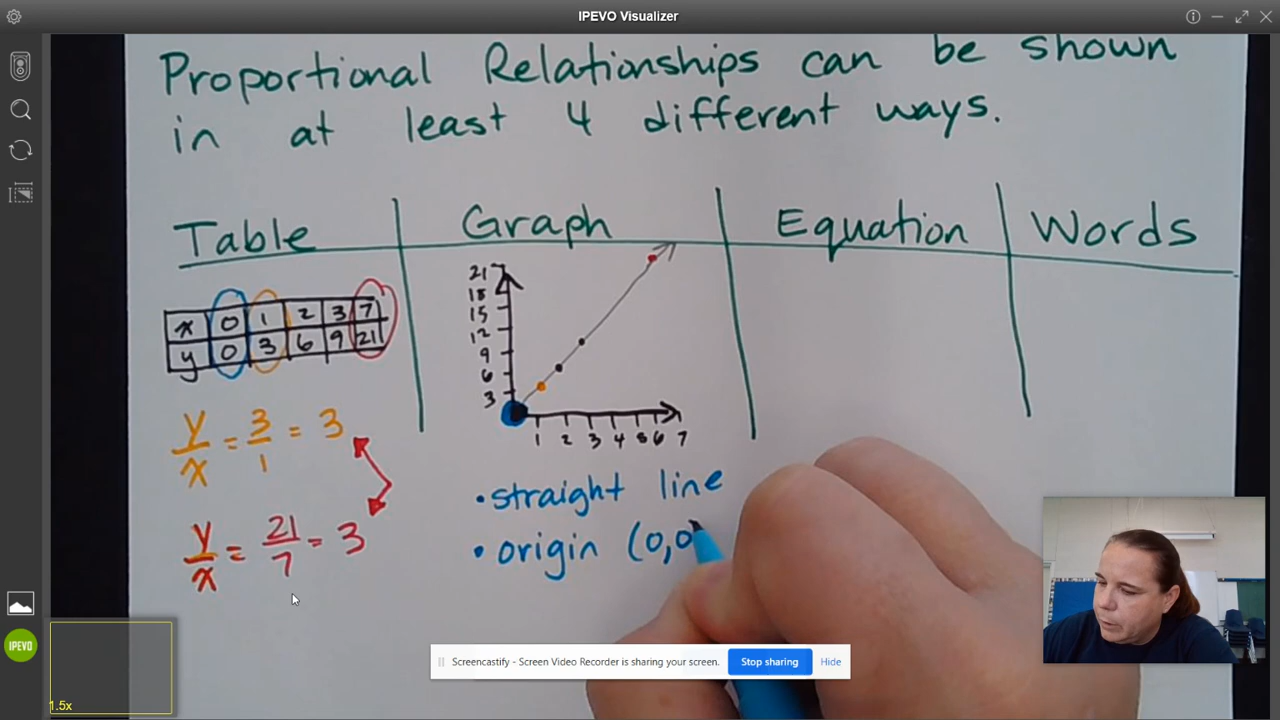 IPEVO Visualizer
Proportional Relationships can be shown
in at least 4 different ways.
Table Graph Equation Words
x 0 1 2 3 7
y 0 3 6 9 21
y/x = 3/1 = 3
y/x = 21/7 = 3
21
18
15
12
9
6
3
1 2 3 4 5 6 7
• straight line
• origin (0,0
IPEVO
Screencastify - Screen Video Recorder is sharing your screen. Stop sharing Hide
1.5x